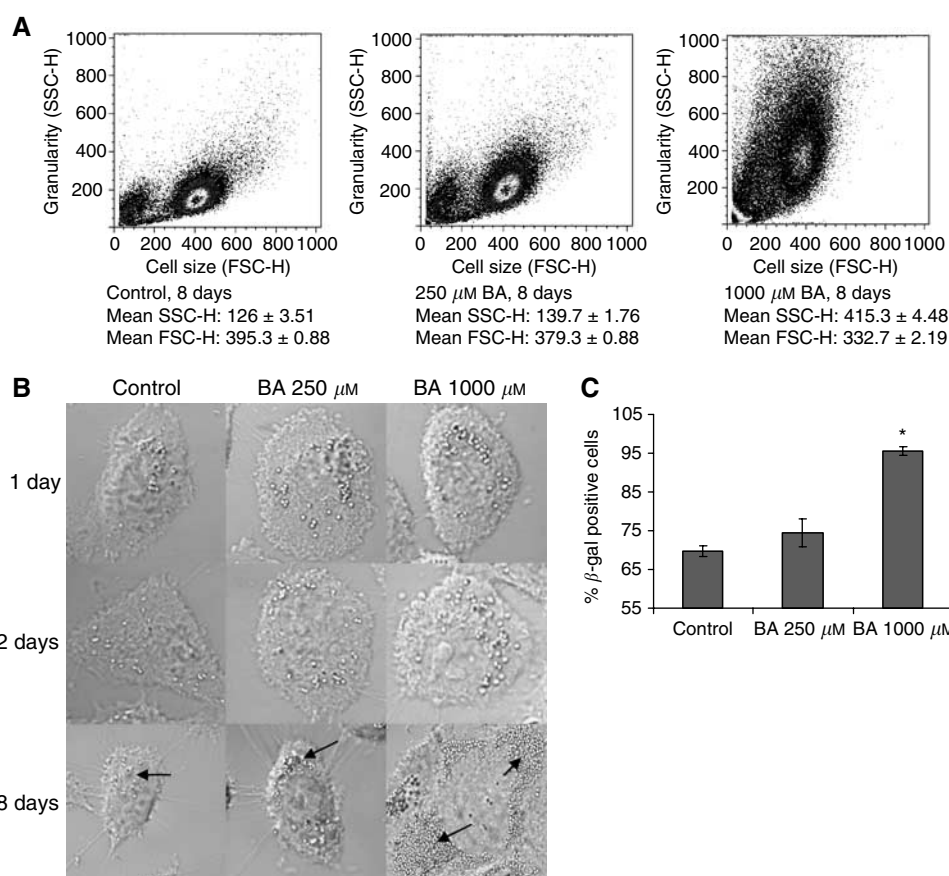 A
Granularity (SSC-H)
1000
800
600
400
200
0 200 400 600 800 1000
Cell size (FSC-H)
Control, 8 days
Mean SSC-H: 126 ± 3.51
Mean FSC-H: 395.3 ± 0.88
Granularity (SSC-H)
1000
800
600
400
200
0 200 400 600 800 1000
Cell size (FSC-H)
250 μM BA, 8 days
Mean SSC-H: 139.7 ± 1.76
Mean FSC-H: 379.3 ± 0.88
Granularity (SSC-H)
1000
800
600
400
200
0
0 200 400 600 800 1000
Cell size (FSC-H)
1000 μM BA, 8 days
Mean SSC-H: 415.3 ± 4.48
Mean FSC-H: 332.7 ± 2.19
B
Control BA 250 μM BA 1000 μM
1 day
2 days
8 days
C
% β-gal positive cells
105
95
85
75
65
55
*
Control BA 250 μM BA 1000 μM